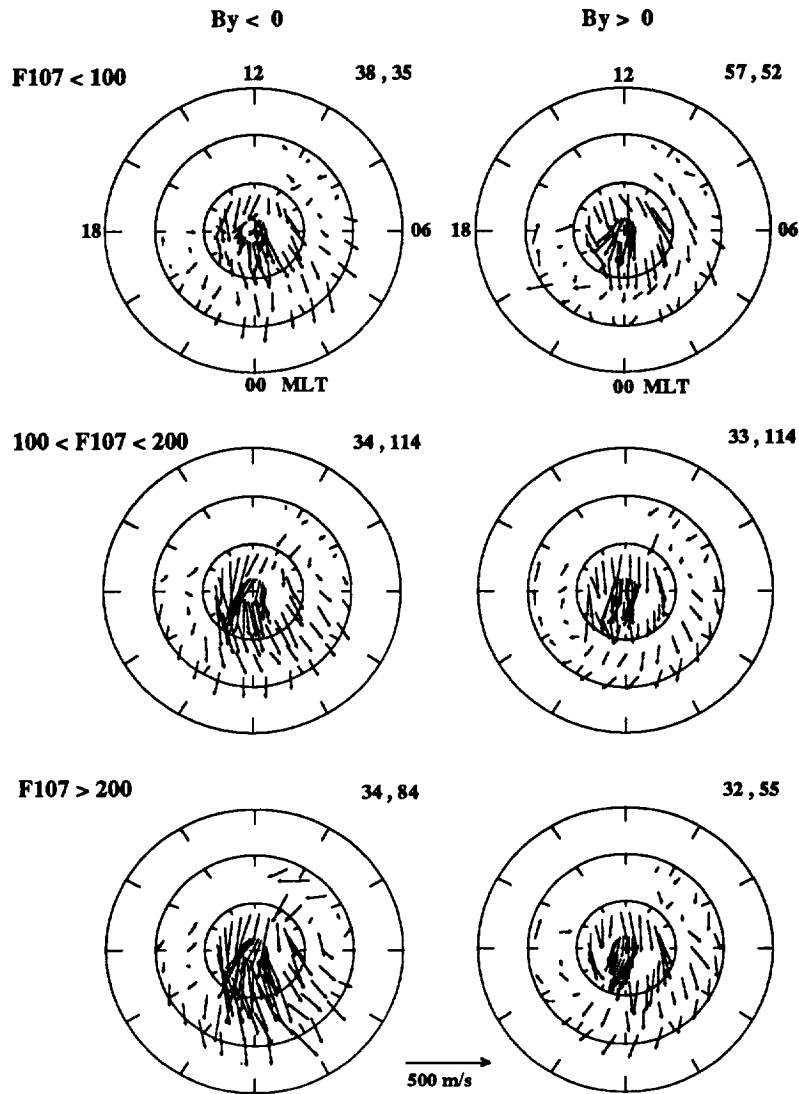 By < 0 By > 0
F107 < 100 12 38 , 35 12 57 , 52
18 06 18 06
00 MLT 00 MLT
100 < F107 < 200 34 , 114 33 , 114
F107 > 200 34 , 84 32 , 55
500 m/s